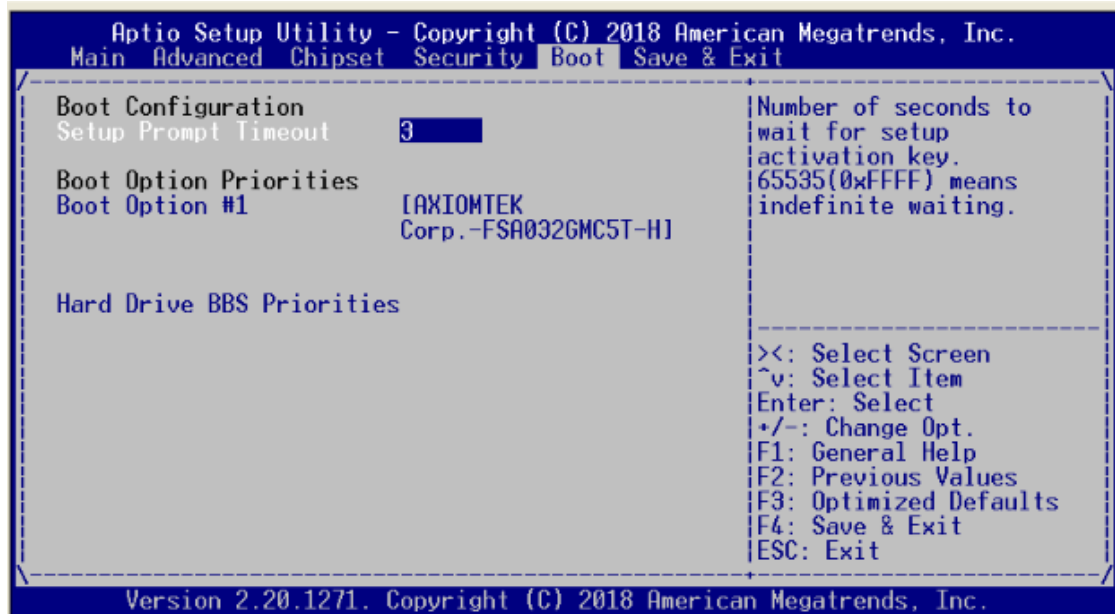 Aptio Setup Utility - Copyright (C) 2018 American Megatrends, Inc.
Main Advanced Chipset Security Boot Save & Exit
Boot Configuration
Setup Prompt Timeout 3
Boot Option Priorities
Boot Option #1 [AXIOMTEK
Corp.-FSA032GMC5T-H]
Hard Drive BBS Priorities
Number of seconds to
wait for setup
activation key.
65535(0xFFFF) means
indefinite waiting.
><: Select Screen
^v: Select Item
Enter: Select
+/-: Change Opt.
F1: General Help
F2: Previous Values
F3: Optimized Defaults
F4: Save & Exit
ESC: Exit
Version 2.20.1271. Copyright (C) 2018 American Megatrends, Inc.